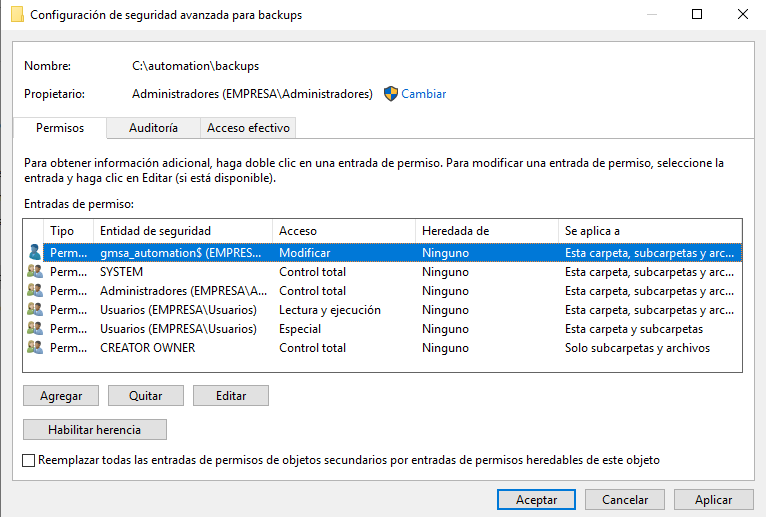 Configuración de seguridad avanzada para backups
Nombre: C:\automation\backups
Propietario: Administradores (EMPRESA\Administradores) Cambiar
Permisos Auditoría Acceso efectivo
Para obtener información adicional, haga doble clic en una entrada de permiso. Para modificar una entrada de permiso, seleccione la
entrada y haga clic en Editar (si está disponible).
Entradas de permiso:
Tipo Entidad de seguridad Acceso Heredada de Se aplica a
Perm... gmsa_automation$ (EMPRES... Modificar Ninguno Esta carpeta, subcarpetas y arc...
Perm... SYSTEM Control total Ninguno Esta carpeta, subcarpetas y arc...
Perm... Administradores (EMPRESA\A... Control total Ninguno Esta carpeta, subcarpetas y arc...
Perm... Usuarios (EMPRESA\Usuarios) Lectura y ejecución Ninguno Esta carpeta, subcarpetas y arc...
Perm... Usuarios (EMPRESA\Usuarios) Especial Ninguno Esta carpeta y subcarpetas
Perm... CREATOR OWNER Control total Ninguno Solo subcarpetas y archivos
Agregar Quitar Editar
Habilitar herencia
Reemplazar todas las entradas de permisos de objetos secundarios por entradas de permisos heredables de este objeto
Aceptar Cancelar Aplicar